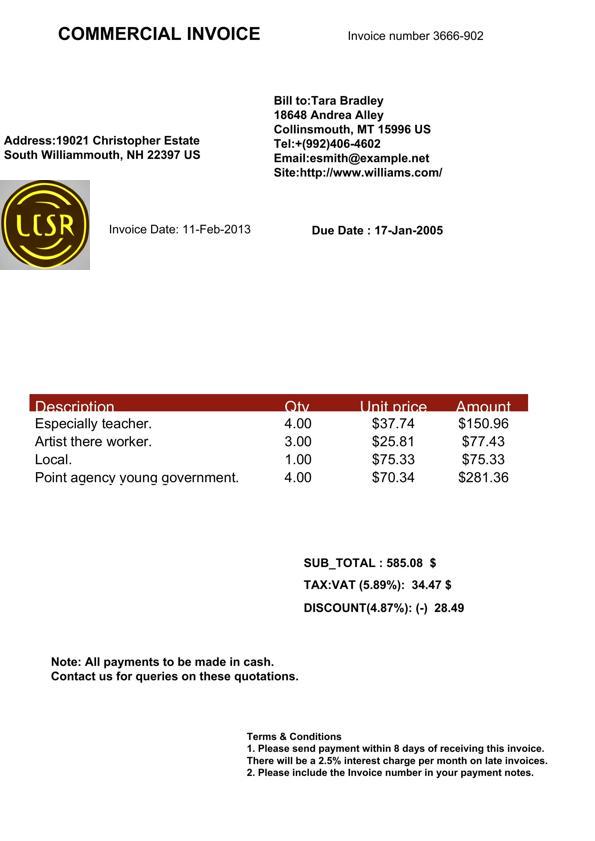 COMMERCIAL INVOICE
Invoice number 3666-902
Bill to:Tara Bradley
18648 Andrea Alley
Collinsmouth, MT 15996 US
Tel:+(992)406-4602
Email:esmith@example.net
Site:http://www.williams.com/
Address:19021 Christopher Estate
South Williammouth, NH 22397 US
LCSR
Invoice Date: 11-Feb-2013
Due Date : 17-Jan-2005
Description Qty Unit price Amount
Especially teacher. 4.00 $37.74 $150.96
Artist there worker. 3.00 $25.81 $77.43
Local. 1.00 $75.33 $75.33
Point agency young government. 4.00 $70.34 $281.36
SUB_TOTAL : 585.08 $
TAX:VAT (5.89%): 34.47 $
DISCOUNT(4.87%): (-) 28.49
Note: All payments to be made in cash.
Contact us for queries on these quotations.
Terms & Conditions
1. Please send payment within 8 days of receiving this invoice.
There will be a 2.5% interest charge per month on late invoices.
2. Please include the Invoice number in your payment notes.